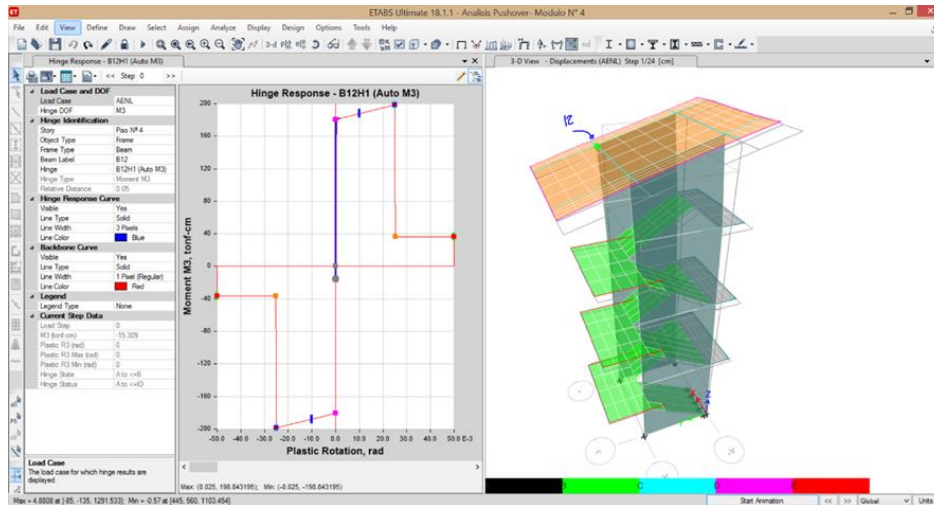 ETABS Ultimate 18.1.1 - Analisis Pushover- Modulo N° 4
File Edit View Define Draw Select Assign Analyze Display Design Options Tools Help
Hinge Response - B12H1 (Auto M3)
3-D View - Displacements (AENL) Step 1/24 [cm]
<< Step 0 >>
Load Case and DOF
Load Case AENL
Hinge DOF M3
Hinge Identification
Story Piso N° 4
Object Type Frame
Frame Type Beam
Beam Label B12
Hinge B12H1 (Auto M3)
Hinge Type Moment M3
Relative Distance 0.05
Hinge Response Curve
Visible Yes
Line Type Solid
Line Width 3 Pixels
Line Color Blue
Backbone Curve
Visible Yes
Line Type Solid
Line Width 1 Pixel (Regular)
Line Color Red
Legend
Legend Type None
Current Step Data
Load Step 0
M3 (tonf-cm) -15.309
Plastic R3 (rad) 0
Plastic R3 Max (rad) 0
Plastic R3 Min (rad) 0
Hinge State A to <=B
Hinge Status A to <=IO
Load Case
The load case for which hinge results are displayed.
Hinge Response - B12H1 (Auto M3)
Moment M3, tonf-cm
200
160
120
80
40
0
-40
-80
-120
-160
-200
-50.0 -40.0 -30.0 -20.0 -10.0 0.0 10.0 20.0 30.0 40.0 50.0 E-3
Plastic Rotation, rad
Max: (0.025, 198.843195); Min: (-0.025, -198.843195)
12
B C D E
Max = 4.8808 at [-85, -135, 1291.533]; Min = -0.57 at [445, 560, 1103.454]
Start Animation << >> Global Units